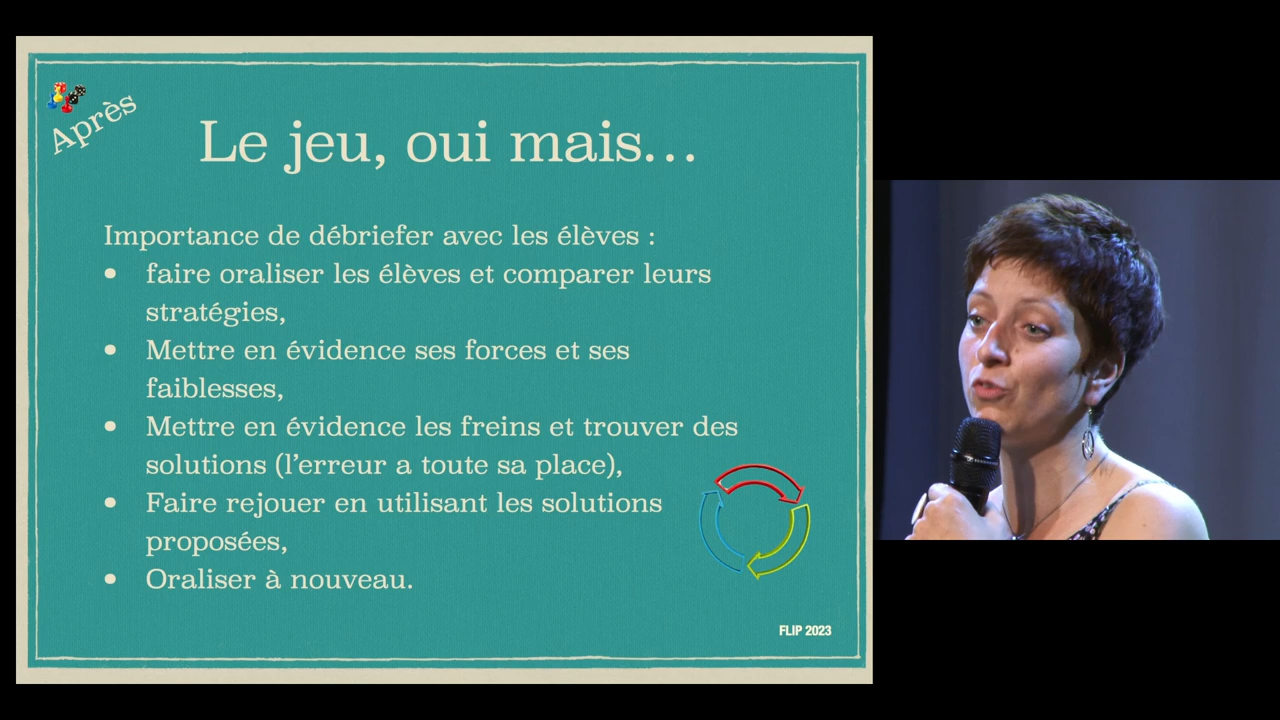 Après
Le jeu, oui mais…
Importance de débriefer avec les élèves :
• faire oraliser les élèves et comparer leurs
stratégies,
• Mettre en évidence ses forces et ses
faiblesses,
• Mettre en évidence les freins et trouver des
solutions (l’erreur a toute sa place),
• Faire rejouer en utilisant les solutions
proposées,
• Oraliser à nouveau.
FLIP 2023